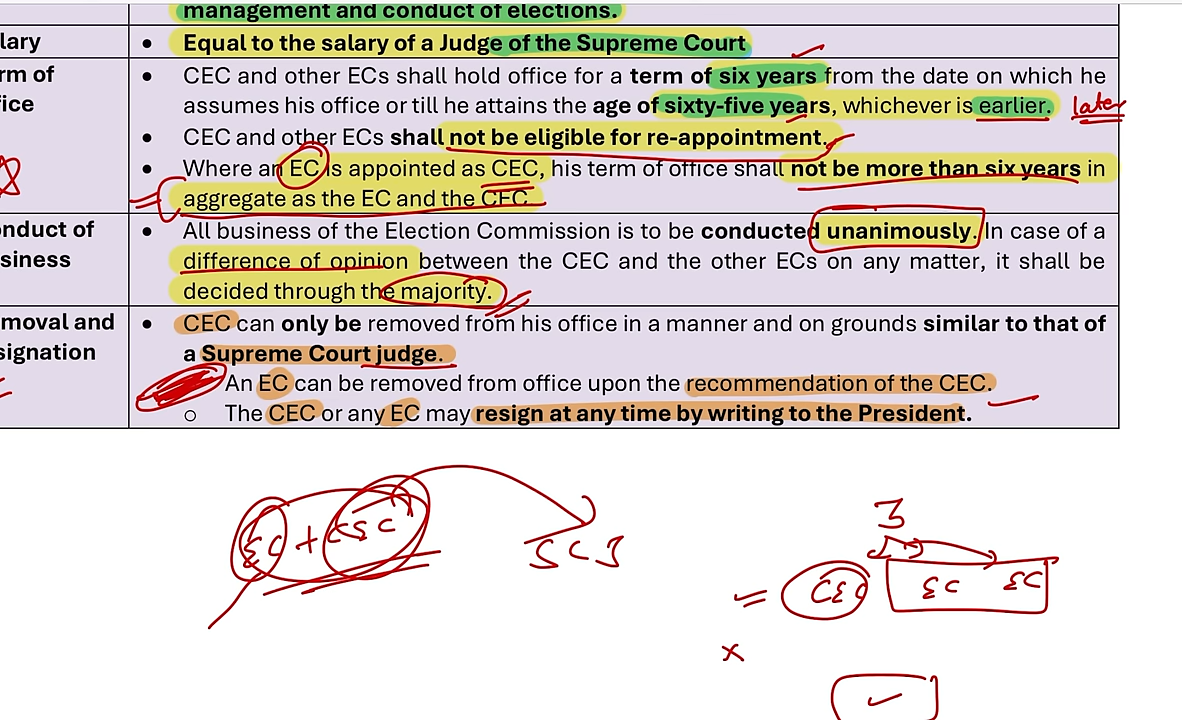 management and conduct of elections.
lary
• Equal to the salary of a Judge of the Supreme Court
rm of
fice
• CEC and other ECs shall hold office for a term of six years from the date on which he
assumes his office or till he attains the age of sixty-five years, whichever is earlier. later
• CEC and other ECs shall not be eligible for re-appointment.
• Where an EC is appointed as CEC, his term of office shall not be more than six years in
aggregate as the EC and the CEC.
nduct of
siness
• All business of the Election Commission is to be conducted unanimously. In case of a
difference of opinion between the CEC and the other ECs on any matter, it shall be
decided through the majority.
moval and
signation
• CEC can only be removed from his office in a manner and on grounds similar to that of
a Supreme Court judge.
An EC can be removed from office upon the recommendation of the CEC.
o The CEC or any EC may resign at any time by writing to the President.
EC +
SCJ
3
= CEC EC EC